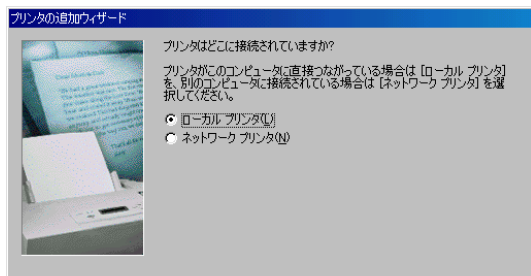 プリンタの追加ウィザード
プリンタはどこに接続されていますか?
プリンタがこのコンピュータに直接つながっている場合は [ローカル プリンタ]
を、別のコンピュータに接続されている場合は [ネットワーク プリンタ] を選
択してください。
ローカル プリンタ(L)
ネットワーク プリンタ(N)